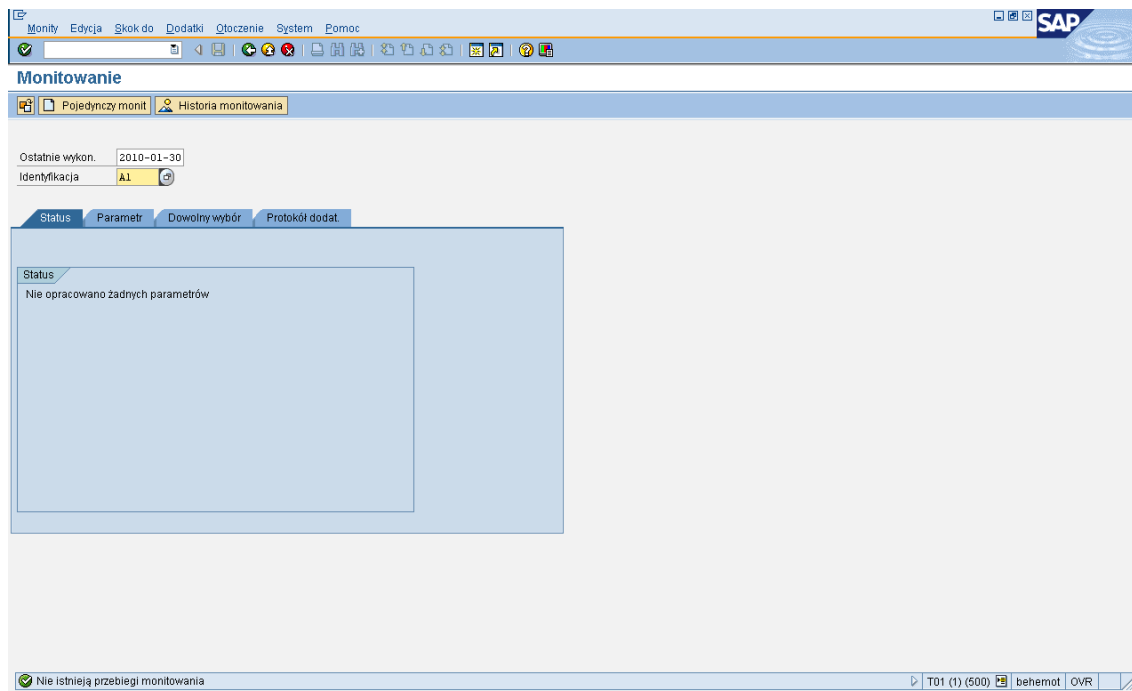 Monity Edycja Skok do Dodatki Otoczenie System Pomoc
SAP
Monitowanie
Pojedynczy monit Historia monitowania
Ostatnie wykon. 2010-01-30
Identyfikacja A1
Status Parametr Dowolny wybór Protokół dodat.
Status
Nie opracowano żadnych parametrów
Nie istnieją przebiegi monitowania T01 (1) (500) behemot OVR